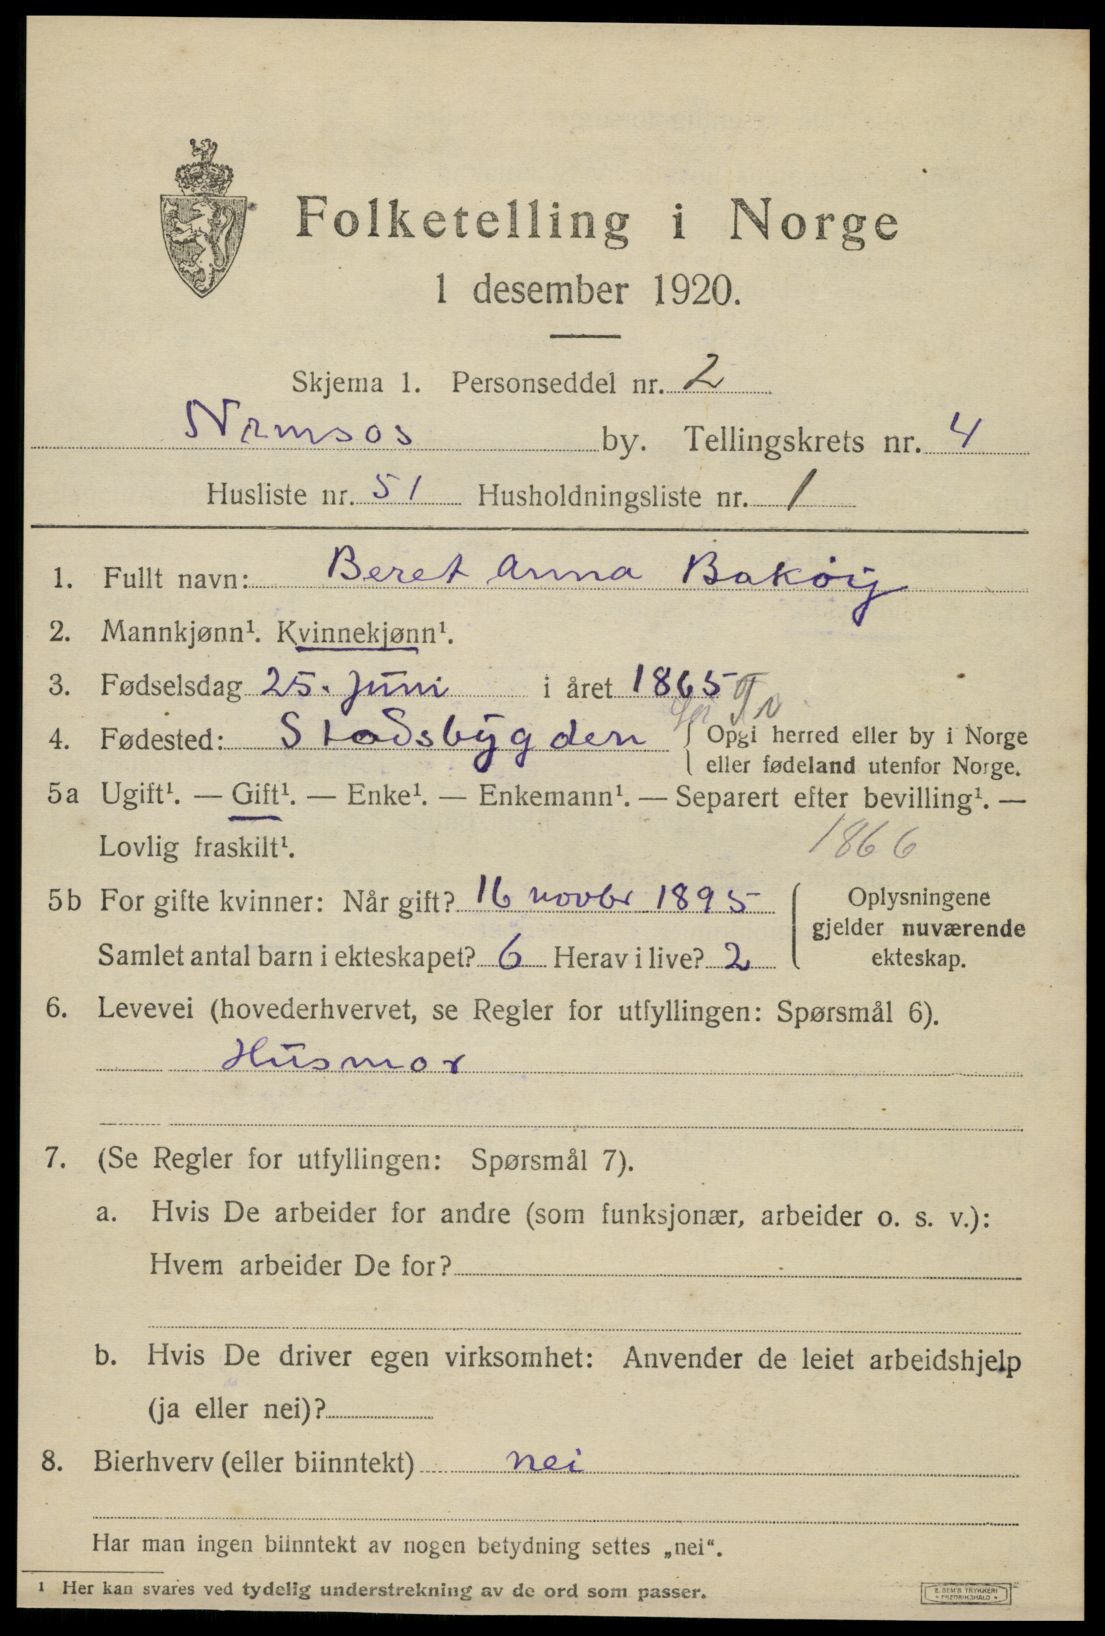 Folketelling i Norge
1 desember 1920.
Skjema 1. Personseddel nr. 2
Namsos by. Tellingskrets nr. 4
Husliste nr. 51 Husholdningsliste nr. 1
1. Fullt navn: Beret Anna Bakøiy
2. Mannkjønn¹. Kvinnekjønn¹.
3. Fødselsdag 25. Juni i året 1865
4. Fødested: Stadsbygden { Opgi herred eller by i Norge
eller fødeland utenfor Norge.
5a Ugift¹. — Gift¹. — Enke¹. — Enkemann¹. — Separert efter bevilling¹. —
Lovlig fraskilt¹.
1866
5b For gifte kvinner: Når gift? 16 novbr 1895 { Oplysningene
gjelder nuværende
Samlet antal barn i ekteskapet? 6 Herav i live? 2 ekteskap.
6. Levevei (hovederhvervet, se Regler for utfyllingen: Spørsmål 6).
Husmor
7. (Se Regler for utfyllingen: Spørsmål 7).
a. Hvis De arbeider for andre (som funksjonær, arbeider o. s. v.):
Hvem arbeider De for?
b. Hvis De driver egen virksomhet: Anvender de leiet arbeidshjelp
(ja eller nei)?
8. Bierhverv (eller biinntekt) nei
Har man ingen biinntekt av nogen betydning settes „nei“.
¹ Her kan svares ved tydelig understrekning av de ord som passer.
E. SEM'S TRYKKERI
FREDRIKSHALD